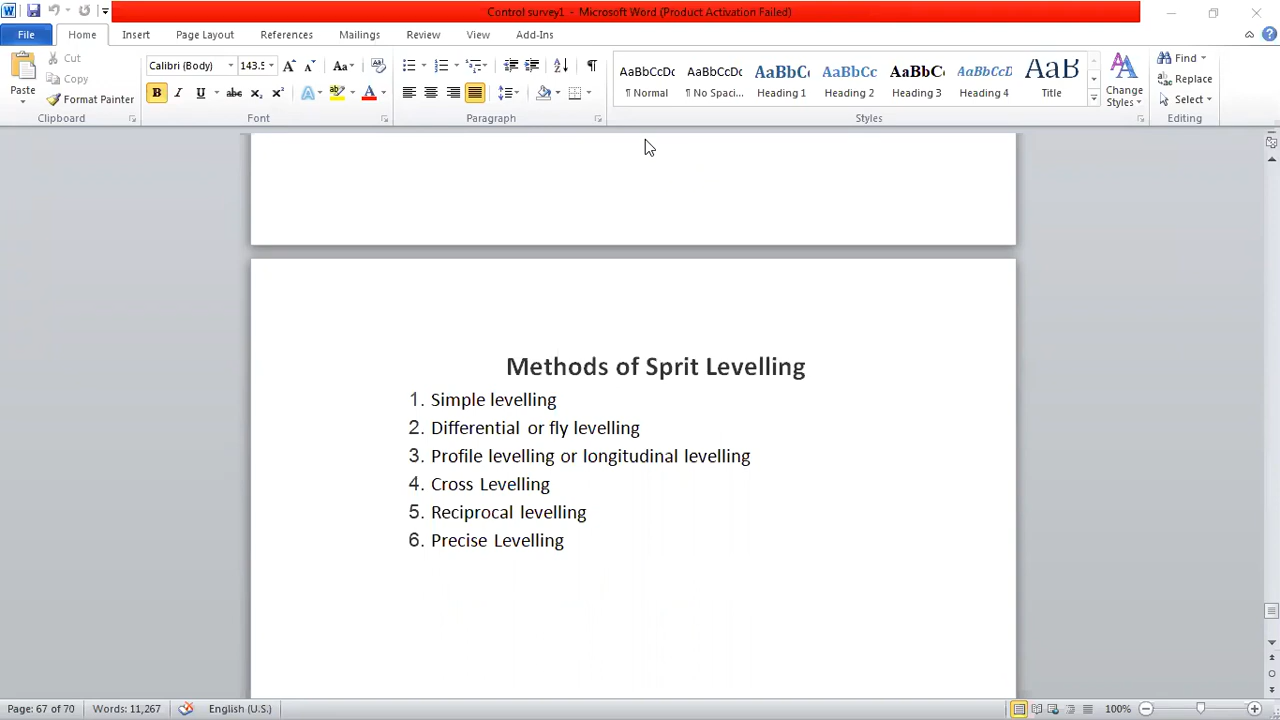 Control survey1 - Microsoft Word (Product Activation Failed)
File Home Insert Page Layout References Mailings Review View Add-Ins
Paste
Cut
Copy
Format Painter
Clipboard
Calibri (Body) 143.5
Font
Paragraph
AaBbCcDc AaBbCcDc AaBbC AaBbCc AaBbCc AaBbCcD AaB
¶ Normal ¶ No Spaci... Heading 1 Heading 2 Heading 3 Heading 4 Title
Styles
Change
Styles
Find
Replace
Select
Editing
Methods of Sprit Levelling
1. Simple levelling
2. Differential or fly levelling
3. Profile levelling or longitudinal levelling
4. Cross Levelling
5. Reciprocal levelling
6. Precise Levelling
Page: 67 of 70 Words: 11,267 English (U.S.) 100%